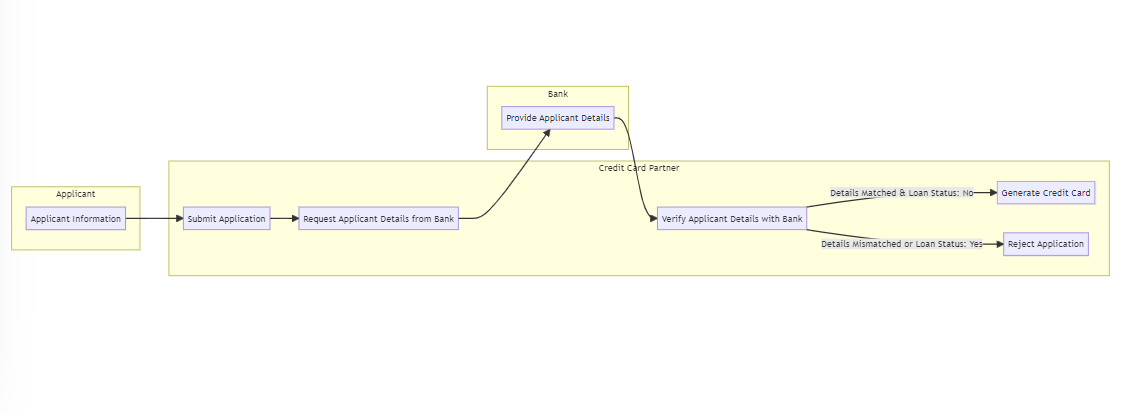 Bank
Provide Applicant Details
Credit Card Partner
Applicant
Applicant Information
Submit Application
Request Applicant Details from Bank
Verify Applicant Details with Bank
Details Matched & Loan Status: No
Generate Credit Card
Details Mismatched or Loan Status: Yes
Reject Application